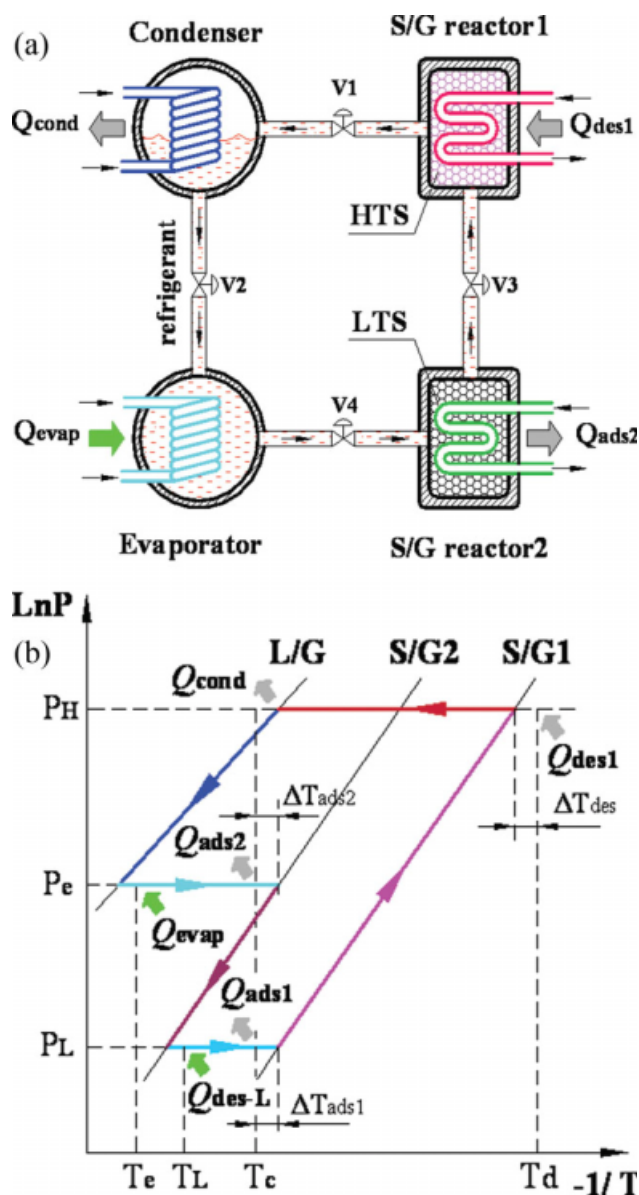 (a)
Condenser
S/G reactor1
V1
Qcond
Qdes1
HTS
refrigerant
V2
V3
LTS
V4
Qevap
Qads2
Evaporator
S/G reactor2
LnP
(b)
L/G
S/G2
S/G1
Qcond
PH
Qdes1
ΔTads2
ΔTdes
Qads2
Pe
Qevap
Qads1
PL
Qdes-L
ΔTads1
Te
TL
Tc
Td
-1/ T